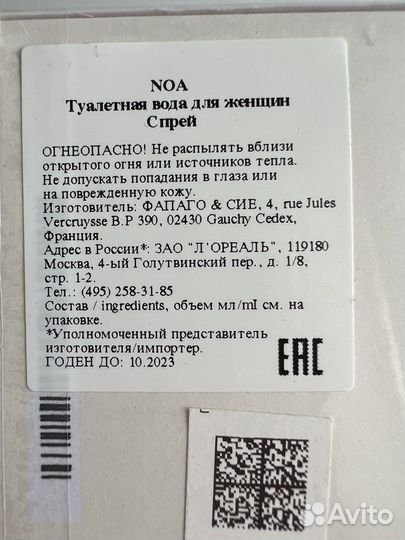 NOA
Туалетная вода для женщин
Спрей
ОГНЕОПАСНО! Не распылять вблизи
открытого огня или источников тепла.
Не допускать попадания в глаза или
на поврежденную кожу.
Изготовитель: ФАПАГО & СИЕ, 4, rue Jules
Vercruysse B.P 390, 02430 Gauchy Cedex,
Франция.
Адрес в России*: ЗАО "Л'ОРЕАЛЬ", 119180
Москва, 4-ый Голутвинский пер., д. 1/8,
стр. 1-2.
Тел.: (495) 258-31-85
Состав / ingredients, объем мл/ml см. на
упаковке.
*Уполномоченный представитель
изготовителя/импортер.
ГОДЕН ДО: 10.2023
EAC
Avito